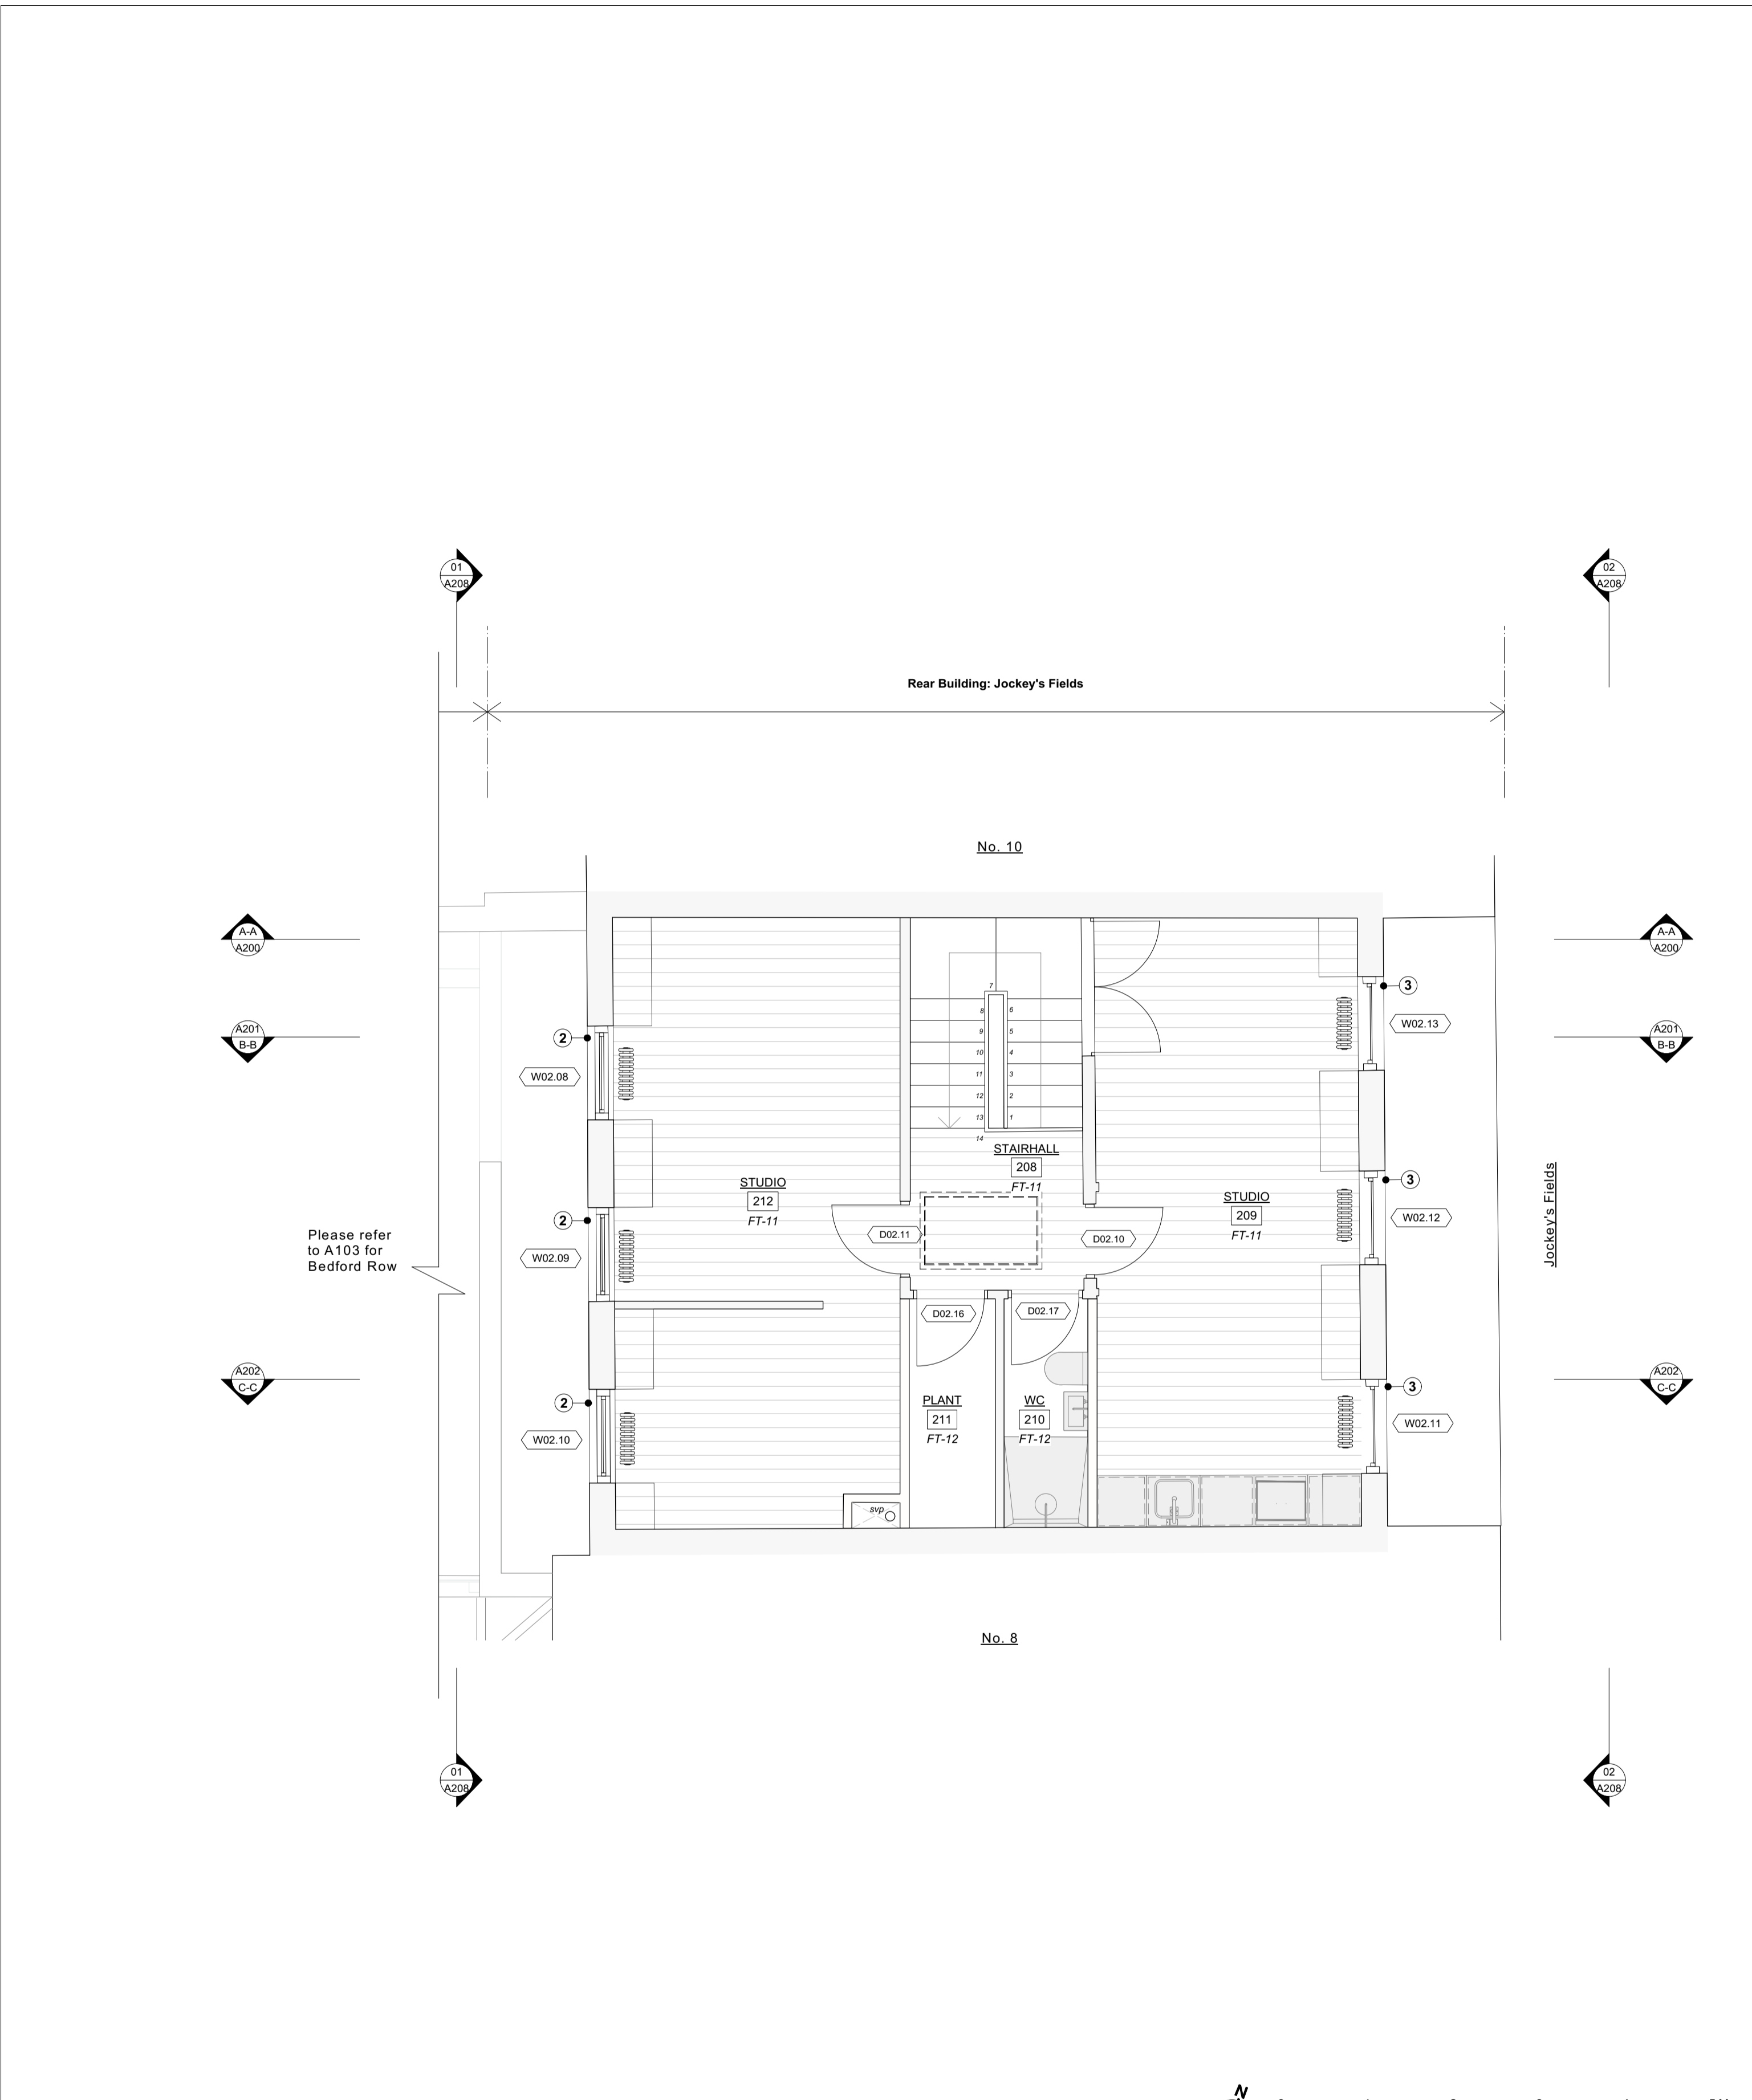 01
A208
02
A208
Rear Building: Jockey's Fields
No. 10
A-A
A200
A-A
A200
3
7
8
6
W02.13
A201
B-B
2
9
5
A201
B-B
10
4
W02.08
11
3
12
2
13
1
14
STAIRHALL
208
FT-11
3
STUDIO
212
FT-11
STUDIO
209
FT-11
W02.12
Jockey's Fields
2
D02.11
D02.10
Please refer
to A103 for
Bedford Row
W02.09
D02.16
D02.17
A202
C-C
3
A202
C-C
2
PLANT
211
FT-12
WC
210
FT-12
W02.11
W02.10
svp
No. 8
01
A208
02
A208
N